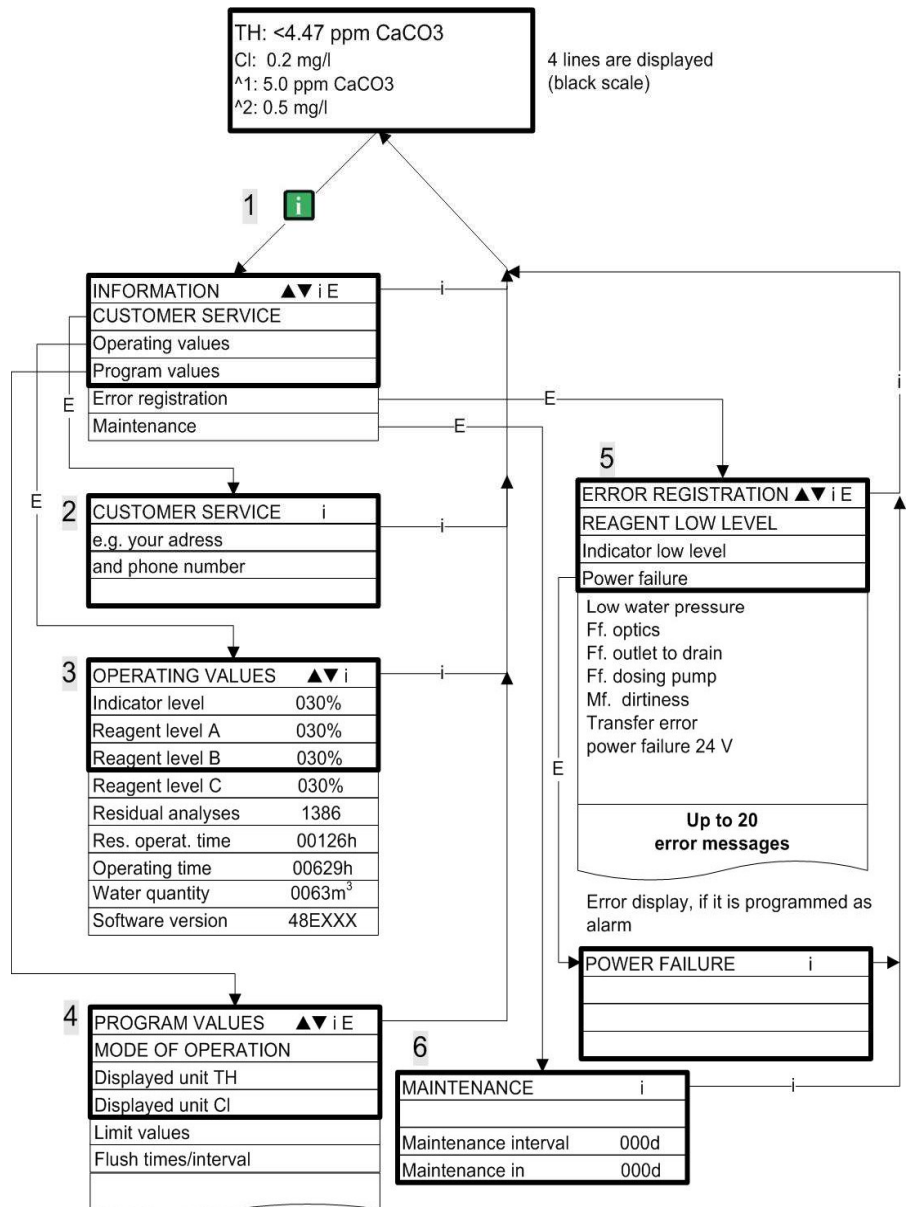 TH: <4.47 ppm CaCO3
Cl: 0.2 mg/l
^1: 5.0 ppm CaCO3
^2: 0.5 mg/l
4 lines are displayed
(black scale)
1 i
INFORMATION ▲▼ i E
CUSTOMER SERVICE
Operating values
Program values
Error registration
Maintenance
i
E
E
E
E
i
2
CUSTOMER SERVICE i
e.g. your adress
and phone number
i
3
OPERATING VALUES ▲▼ i
Indicator level 030%
Reagent level A 030%
Reagent level B 030%
Reagent level C 030%
Residual analyses 1386
Res. operat. time 00126h
Operating time 00629h
Water quantity 0063m³
Software version 48EXXX
i
4
PROGRAM VALUES ▲▼ i E
MODE OF OPERATION
Displayed unit TH
Displayed unit Cl
Limit values
Flush times/interval
5
ERROR REGISTRATION ▲▼ i E
REAGENT LOW LEVEL
Indicator low level
Power failure
Low water pressure
Ff. optics
Ff. outlet to drain
Ff. dosing pump
Mf. dirtiness
Transfer error
power failure 24 V
E
Up to 20
error messages
Error display, if it is programmed as
alarm
POWER FAILURE i
6
MAINTENANCE i
Maintenance interval 000d
Maintenance in 000d
i